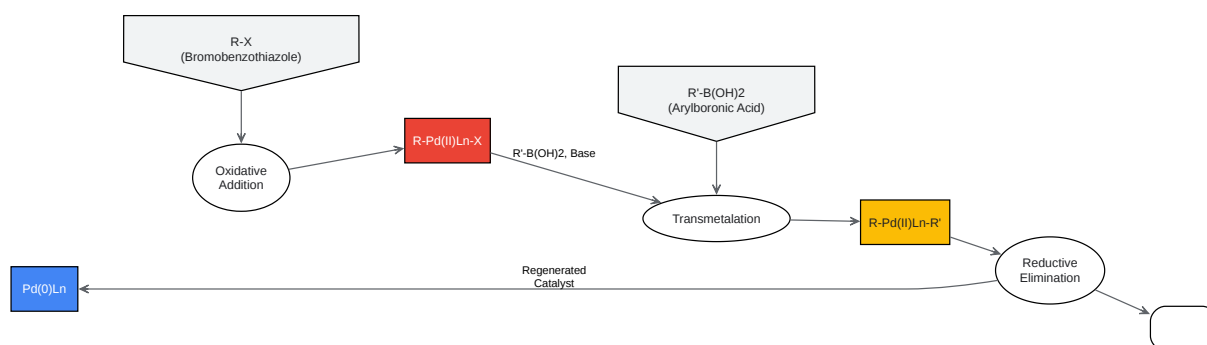 R-X
(Bromobenzothiazole)
R'-B(OH)2
(Arylboronic Acid)
R-Pd(II)Ln-X
R'-B(OH)2, Base
Oxidative
Addition
Transmetalation
R-Pd(II)Ln-R'
Reductive
Elimination
Regenerated
Catalyst
Pd(0)Ln